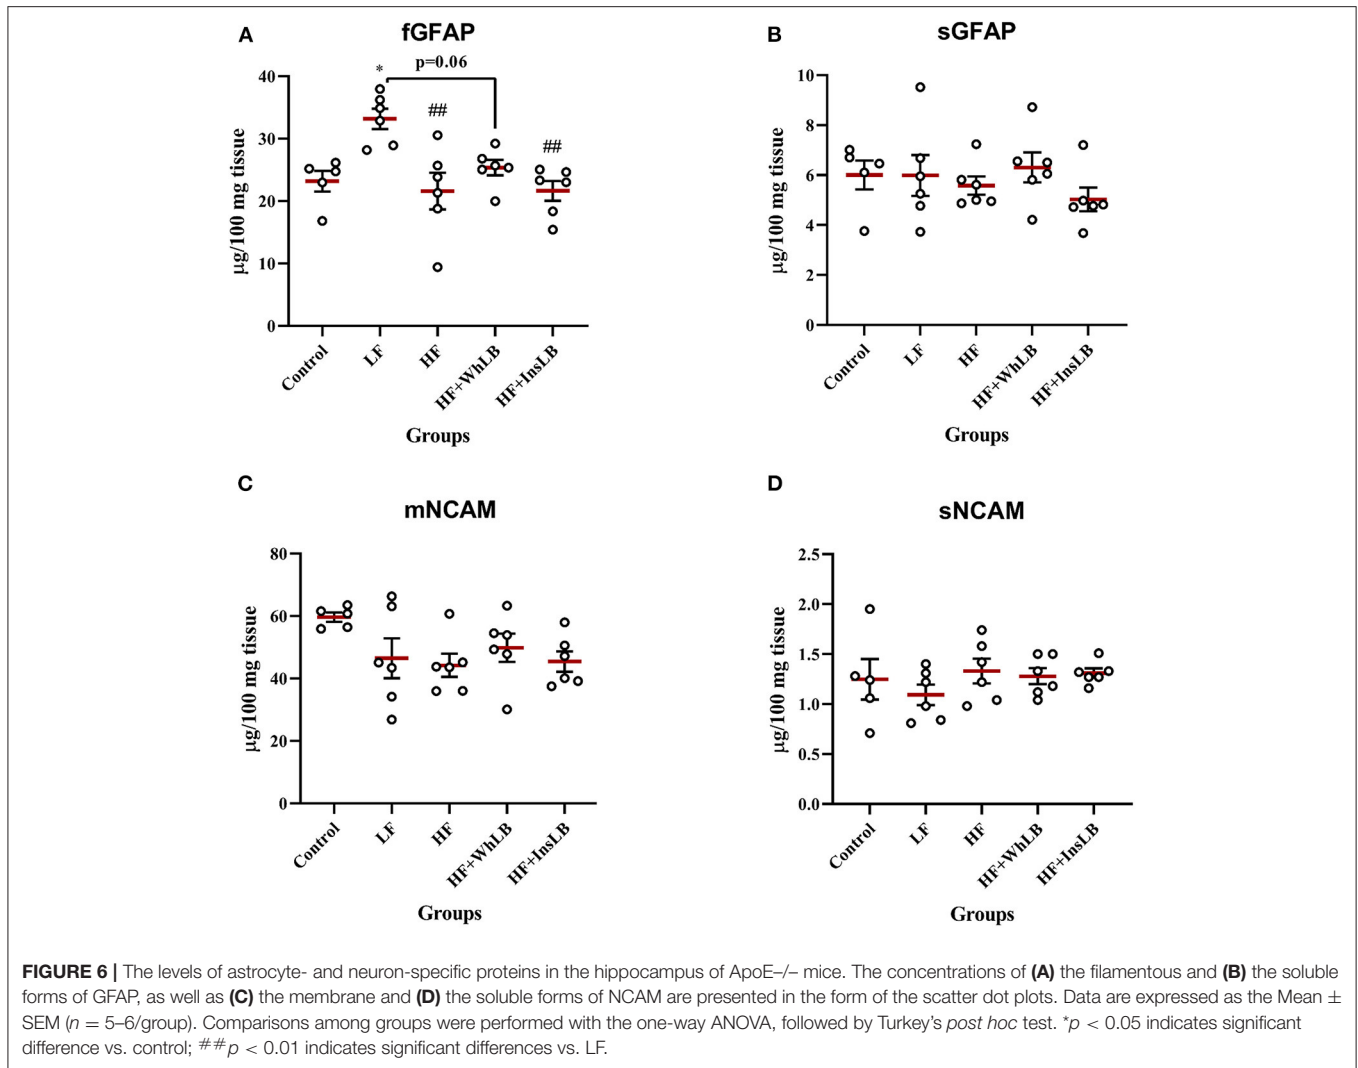 A
fGFAP
*
p=0.06
##
##
µg/100 mg tissue
40
30
20
10
0
Control
LF
HF
HF+WhLB
HF+InsLB
Groups
B
sGFAP
µg/100 mg tissue
10
8
6
4
2
0
Control
LF
HF
HF+WhLB
HF+InsLB
Groups
C
mNCAM
µg/100 mg tissue
80
60
40
20
0
Control
LF
HF
HF+WhLB
HF+InsLB
Groups
D
sNCAM
µg/100 mg tissue
2.5
2.0
1.5
1.0
0.5
0.0
Control
LF
HF
HF+WhLB
HF+InsLB
Groups
FIGURE 6 | The levels of astrocyte- and neuron-specific proteins in the hippocampus of ApoE–/– mice. The concentrations of (A) the filamentous and (B) the soluble
forms of GFAP, as well as (C) the membrane and (D) the soluble forms of NCAM are presented in the form of the scatter dot plots. Data are expressed as the Mean ±
SEM (n = 5–6/group). Comparisons among groups were performed with the one-way ANOVA, followed by Turkey's post hoc test. *p < 0.05 indicates significant
difference vs. control; ##p < 0.01 indicates significant differences vs. LF.